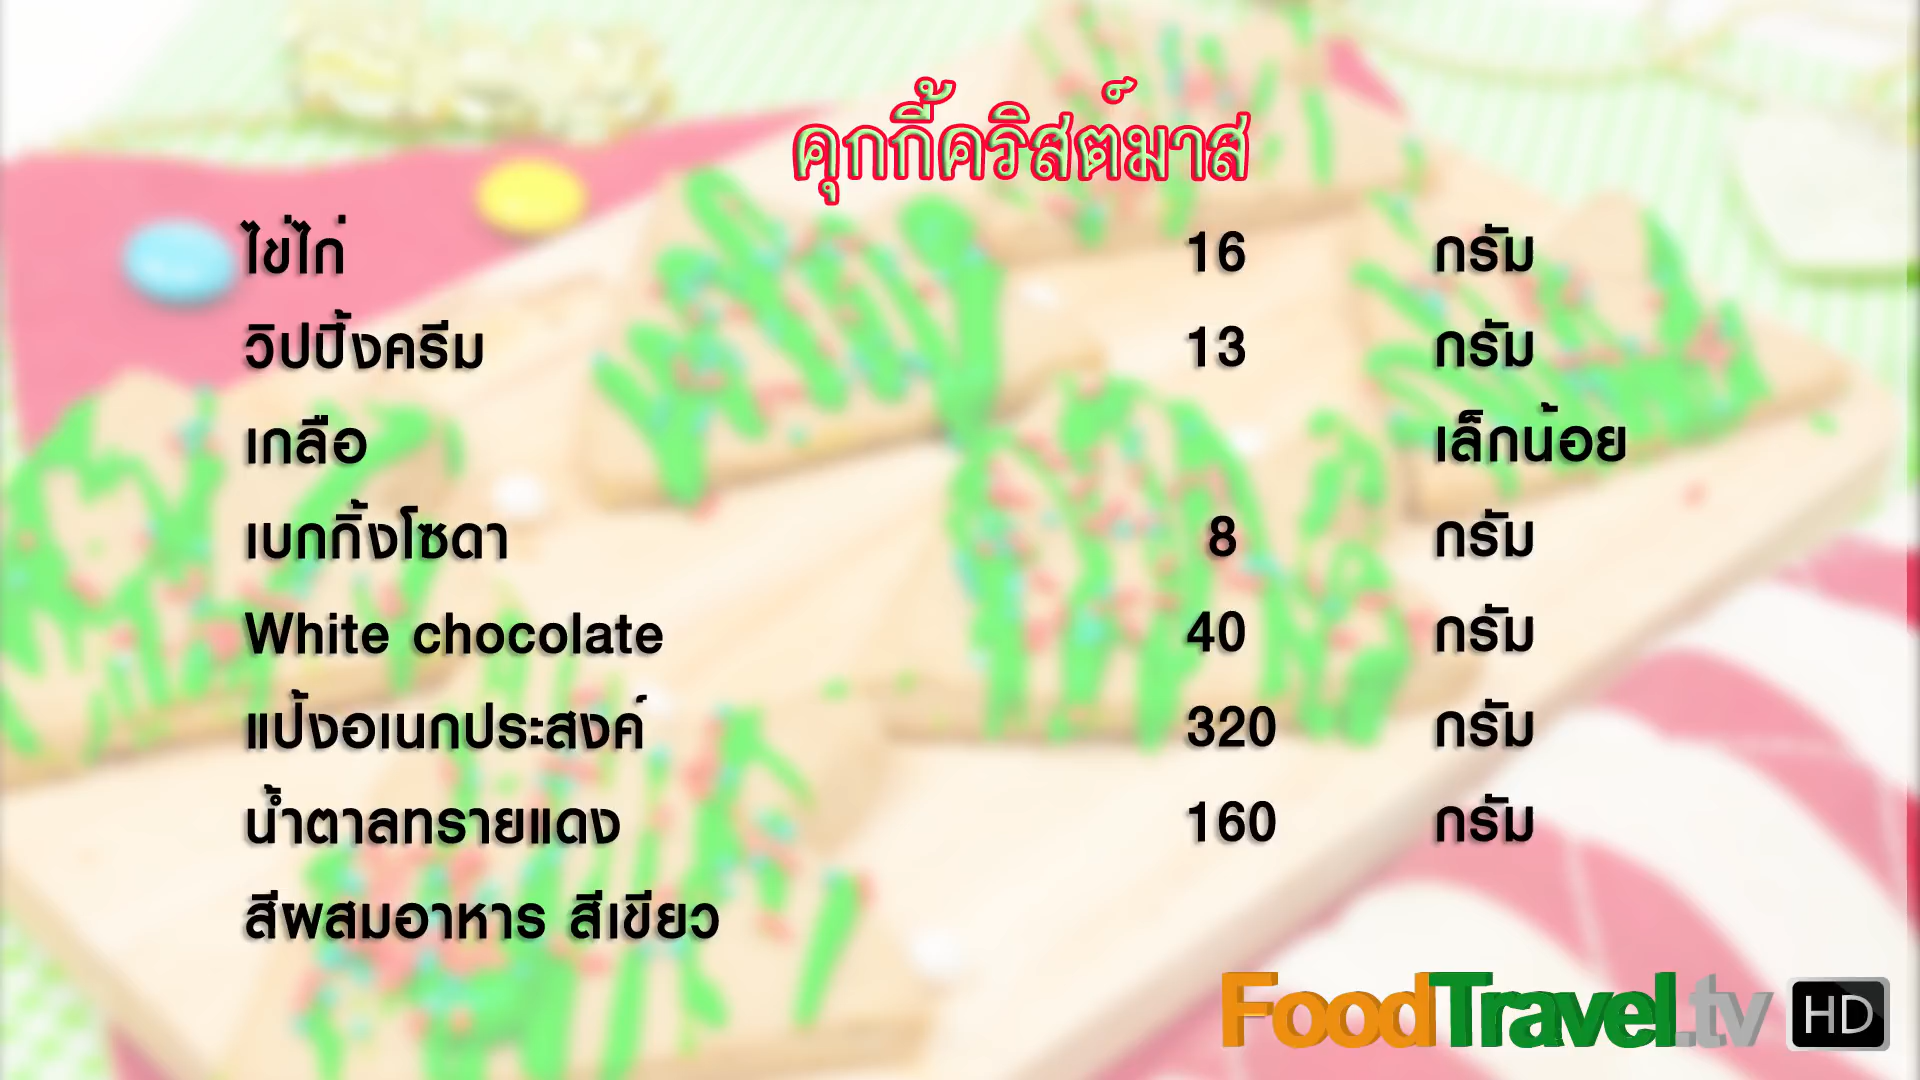 คุกกี้คริสต์มาส
ไข่ไก่ 16 กรัม
วิปปิ้งครีม 13 กรัม
เกลือ เล็กน้อย
เบกกิ้งโซดา 8 กรัม
White chocolate 40 กรัม
แป้งอเนกประสงค์ 320 กรัม
น้ำตาลทรายแดง 160 กรัม
สีผสมอาหาร สีเขียว
FoodTravel.tv HD